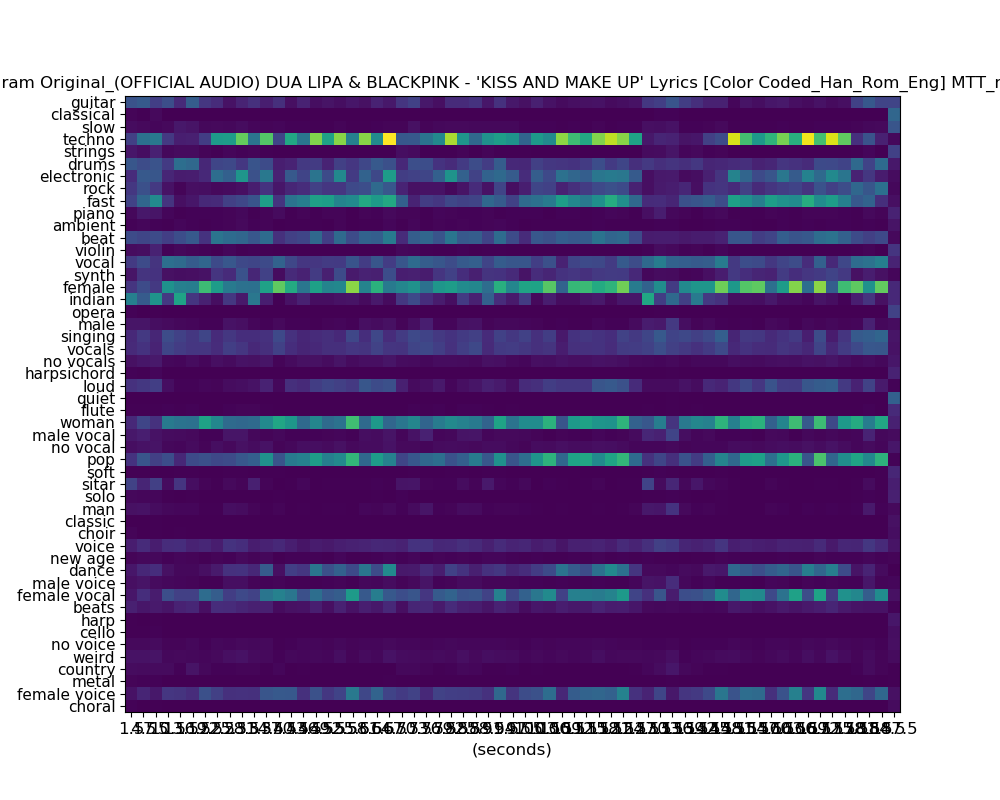 ram Original_(OFFICIAL AUDIO) DUA LIPA & BLACKPINK - 'KISS AND MAKE UP' Lyrics [Color Coded_Han_Rom_Eng] MTT_
guitar
classical
slow
techno
strings
drums
electronic
rock
fast
piano
ambient
beat
violin
vocal
synth
female
indian
opera
male
singing
vocals
no vocals
harpsichord
loud
quiet
flute
woman
male vocal
no vocal
pop
soft
sitar
solo
man
classic
choir
voice
new age
dance
male voice
female vocal
beats
harp
cello
no voice
weird
country
metal
female voice
choral
(seconds)